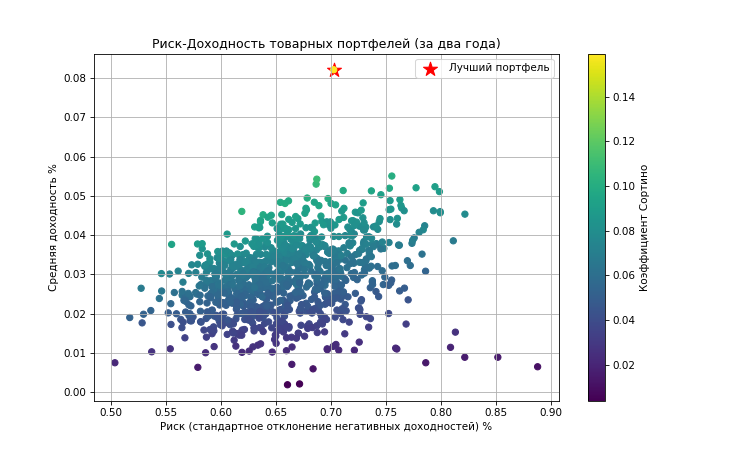 Риск-Доходность товарных портфелей (за два года)
Лучший портфель
Средняя доходность %
0.08
0.07
0.06
0.05
0.04
0.03
0.02
0.01
0.00
0.50 0.55 0.60 0.65 0.70 0.75 0.80 0.85 0.90
Риск (стандартное отклонение негативных доходностей) %
0.14
0.12
0.10
0.08
0.06
0.04
0.02
Коэффициент Сортино